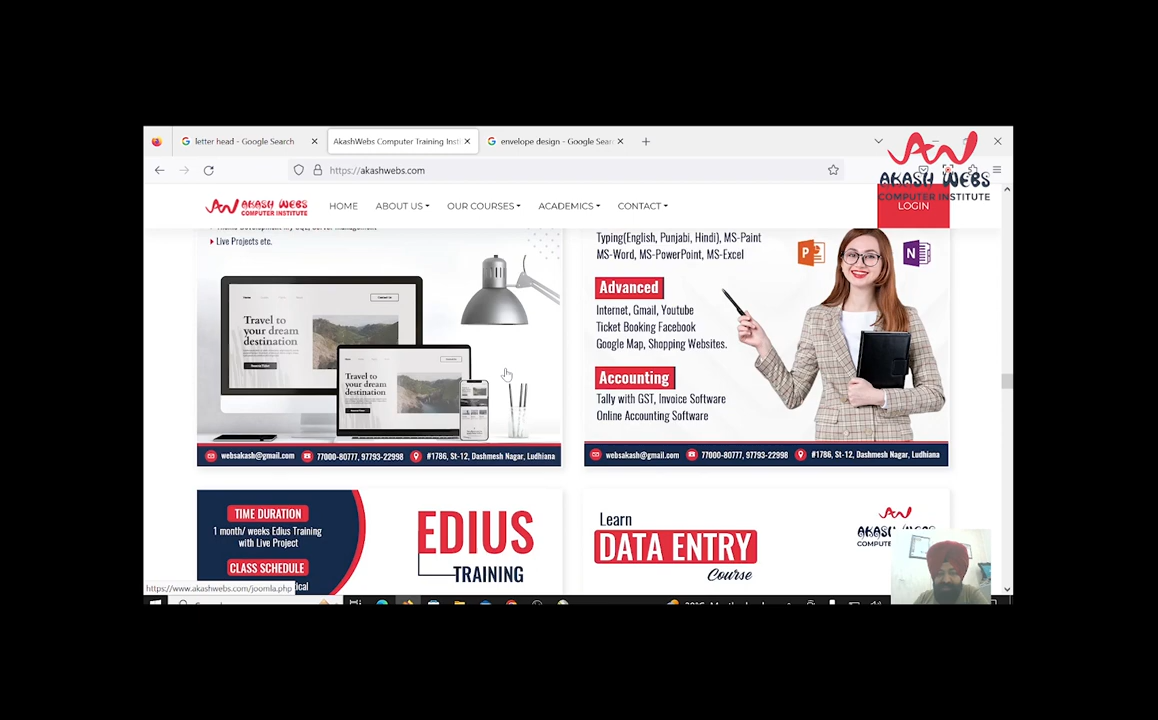 letter head - Google Search
AkashWebs Computer Training Insti
envelope design - Google Sear
https://akashwebs.com
AKASH WEBS
COMPUTER INSTITUTE
AKASH WEBS
COMPUTER INSTITUTE
HOME
ABOUT US
OUR COURSES
ACADEMICS
CONTACT
LOGIN
Live Projects etc.
Travel to
your dream
destination
Travel to
your dream
destination
websakash@gmail.com
77000-80777, 97793-22998
#1786, St-12, Dashmesh Nagar, Ludhiana
Typing(English, Punjabi, Hindi), MS-Paint
MS-Word, MS-PowerPoint, MS-Excel
P
N
Advanced
Internet, Gmail, Youtube
Ticket Booking Facebook
Google Map, Shopping Websites.
Accounting
Tally with GST, Invoice Software
Online Accounting Software
websakash@gmail.com
77000-80777, 97793-22998
#1786, St-12, Dashmesh Nagar, Ludhiana
TIME DURATION
1 month/ weeks Edius Training
with Live Project
CLASS SCHEDULE
EDIUS
TRAINING
Learn
DATA ENTRY
Course
https://www.akashwebs.com/joomla.php